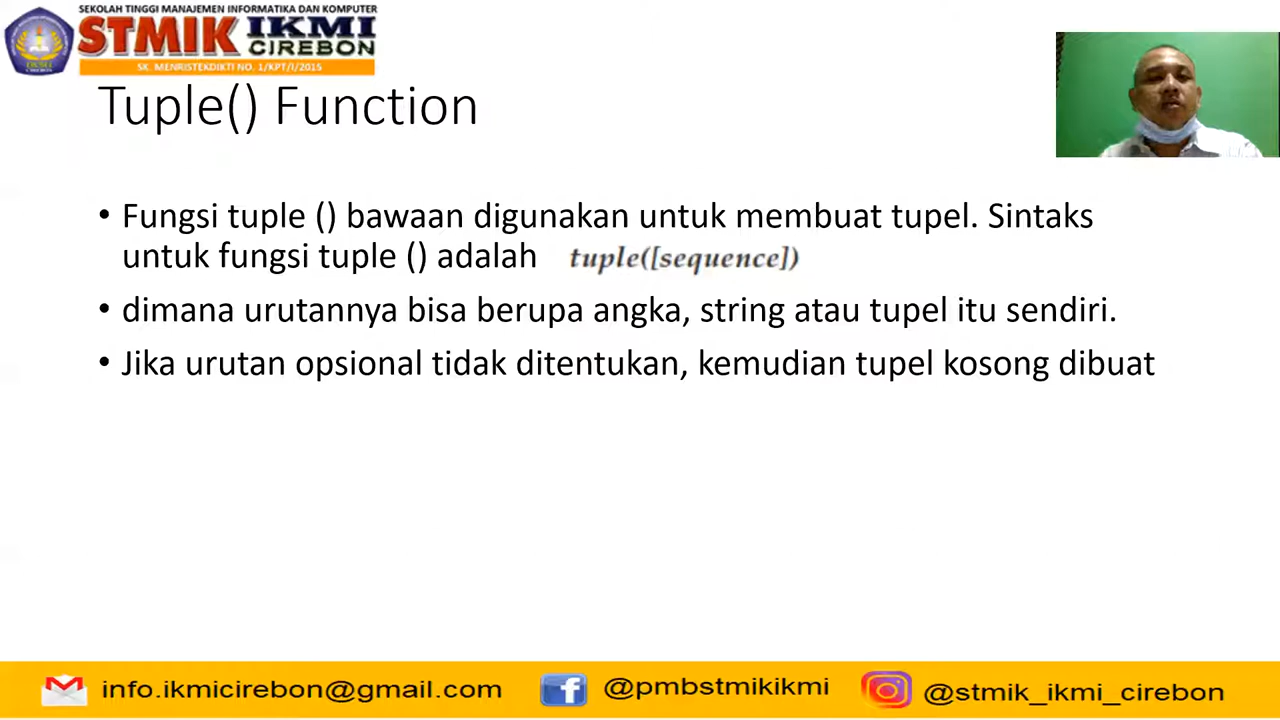 SEKOLAH TINGGI MANAJEMEN INFORMATIKA DAN KOMPUTER
STMIK IKMI
CIREBON
SK. MENRISTEKDIKTI NO. 1/KPT/I/2015
Tuple() Function
• Fungsi tuple () bawaan digunakan untuk membuat tupel. Sintaks
untuk fungsi tuple () adalah tuple([sequence])
• dimana urutannya bisa berupa angka, string atau tupel itu sendiri.
• Jika urutan opsional tidak ditentukan, kemudian tupel kosong dibuat
info.ikmicirebon@gmail.com
@pmbstmikikmi
@stmik_ikmi_cirebon